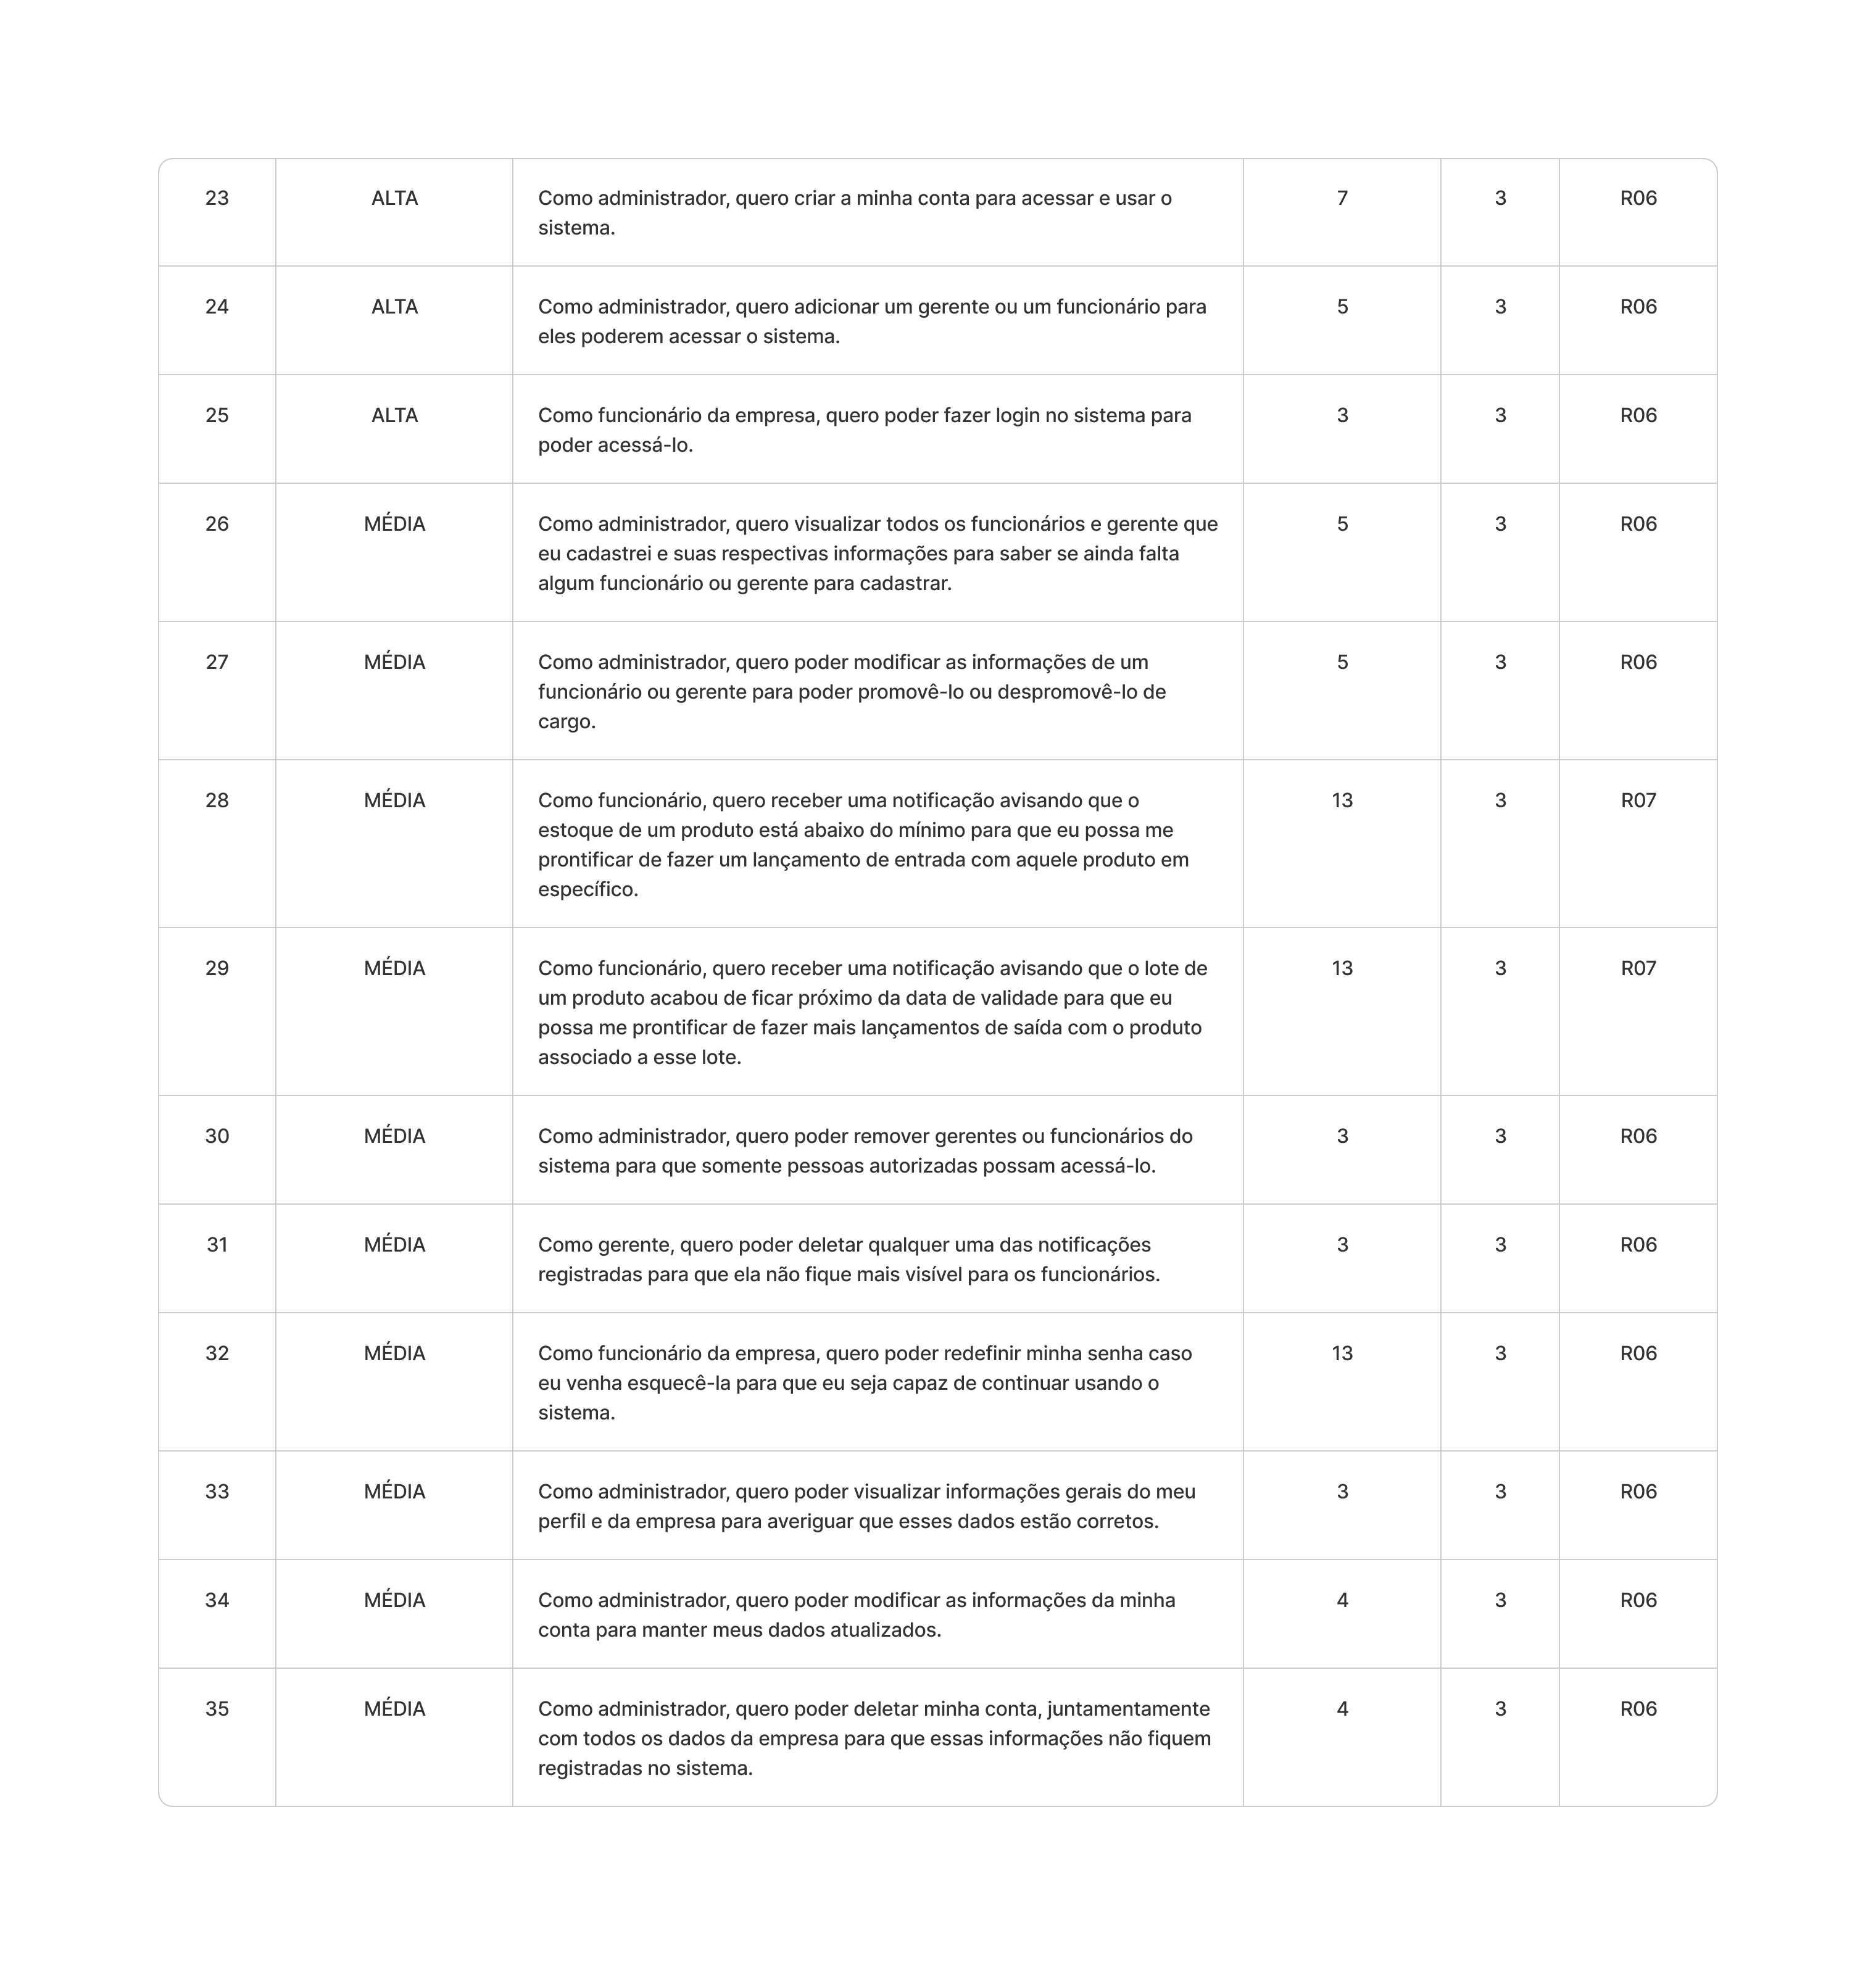 23 ALTA Como administrador, quero criar a minha conta para acessar e usar o 7 3 R06
sistema.
24 ALTA Como administrador, quero adicionar um gerente ou um funcionário para 5 3 R06
eles poderem acessar o sistema.
25 ALTA Como funcionário da empresa, quero poder fazer login no sistema para 3 3 R06
poder acessá-lo.
26 MÉDIA Como administrador, quero visualizar todos os funcionários e gerente que 5 3 R06
eu cadastrei e suas respectivas informações para saber se ainda falta
algum funcionário ou gerente para cadastrar.
27 MÉDIA Como administrador, quero poder modificar as informações de um 5 3 R06
funcionário ou gerente para poder promovê-lo ou despromovê-lo de
cargo.
28 MÉDIA Como funcionário, quero receber uma notificação avisando que o 13 3 R07
estoque de um produto está abaixo do mínimo para que eu possa me
prontificar de fazer um lançamento de entrada com aquele produto em
específico.
29 MÉDIA Como funcionário, quero receber uma notificação avisando que o lote de 13 3 R07
um produto acabou de ficar próximo da data de validade para que eu
possa me prontificar de fazer mais lançamentos de saída com o produto
associado a esse lote.
30 MÉDIA Como administrador, quero poder remover gerentes ou funcionários do 3 3 R06
sistema para que somente pessoas autorizadas possam acessá-lo.
31 MÉDIA Como gerente, quero poder deletar qualquer uma das notificações 3 3 R06
registradas para que ela não fique mais visível para os funcionários.
32 MÉDIA Como funcionário da empresa, quero poder redefinir minha senha caso 13 3 R06
eu venha esquecê-la para que eu seja capaz de continuar usando o
sistema.
33 MÉDIA Como administrador, quero poder visualizar informações gerais do meu 3 3 R06
perfil e da empresa para averiguar que esses dados estão corretos.
34 MÉDIA Como administrador, quero poder modificar as informações da minha 4 3 R06
conta para manter meus dados atualizados.
35 MÉDIA Como administrador, quero poder deletar minha conta, juntamentamente 4 3 R06
com todos os dados da empresa para que essas informações não fiquem
registradas no sistema.